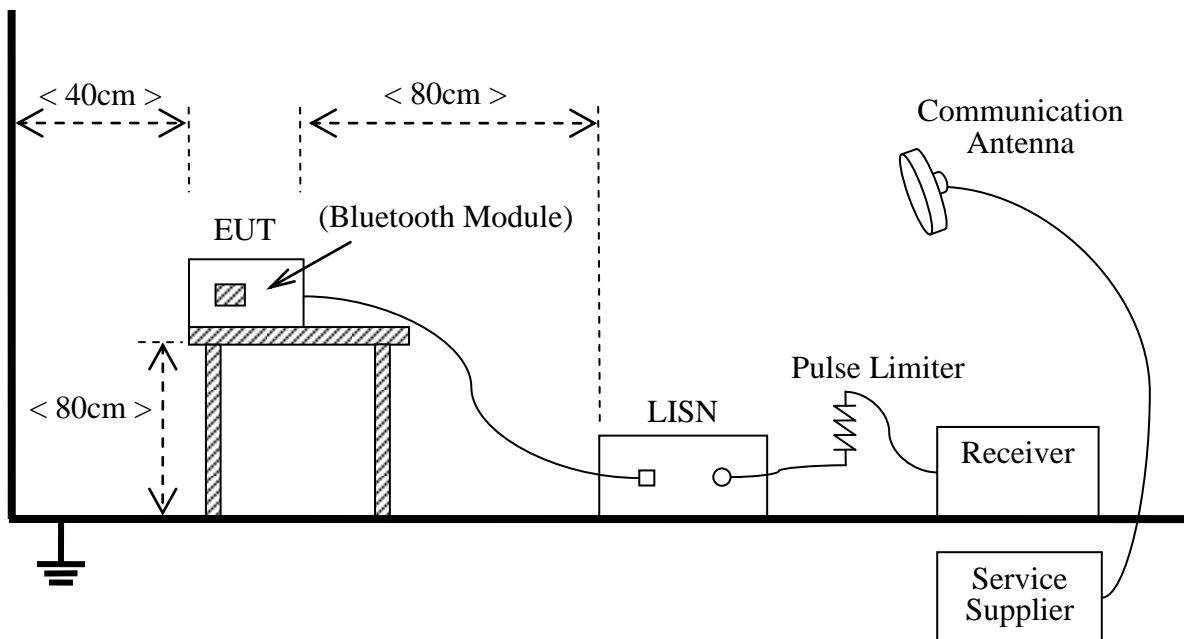 < 40cm >
< 80cm >
Communication
Antenna
(Bluetooth Module)
EUT
Pulse Limiter
< 80cm >
LISN
Receiver
Service
Supplier